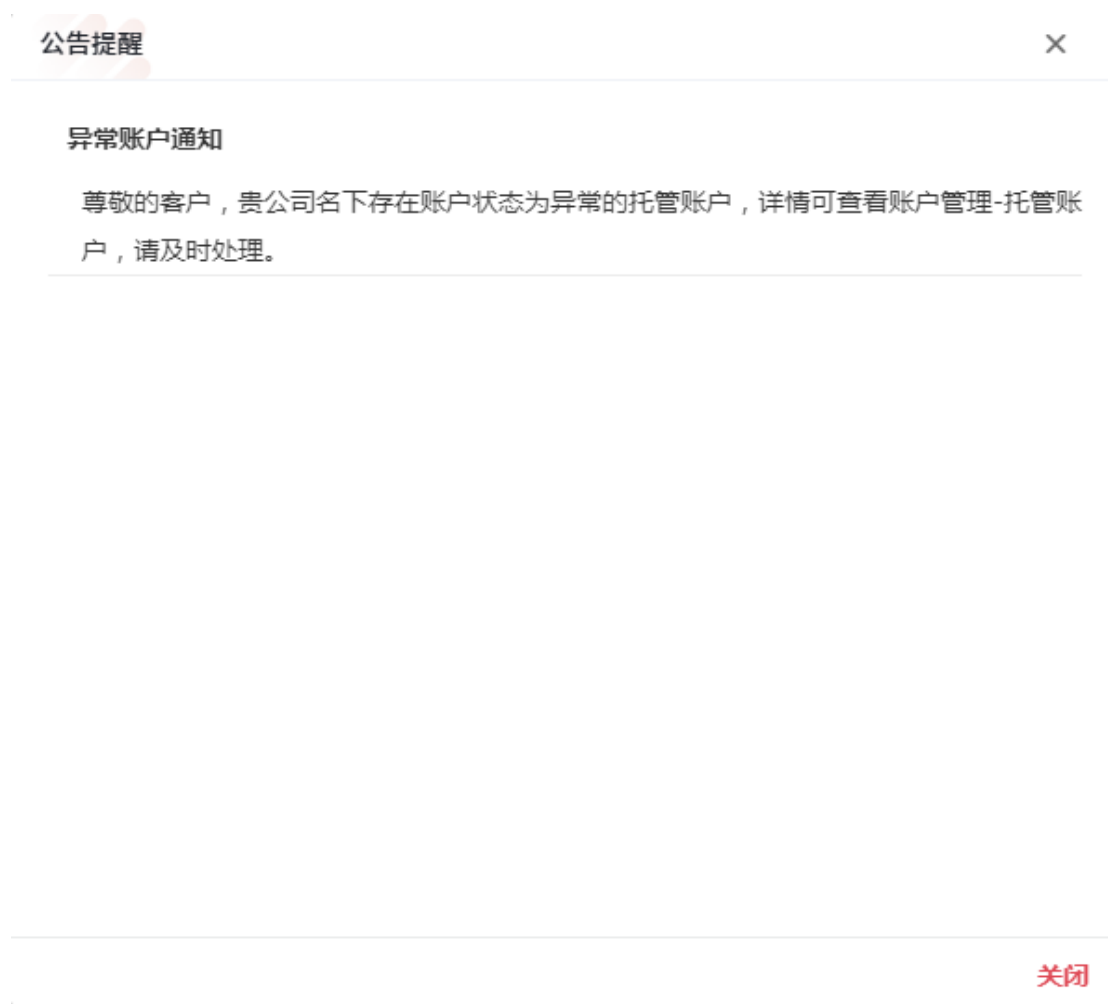 公告提醒
异常账户通知
尊敬的客户，贵公司名下存在账户状态为异常的托管账户，详情可查看账户管理-托管账
户，请及时处理。
关闭